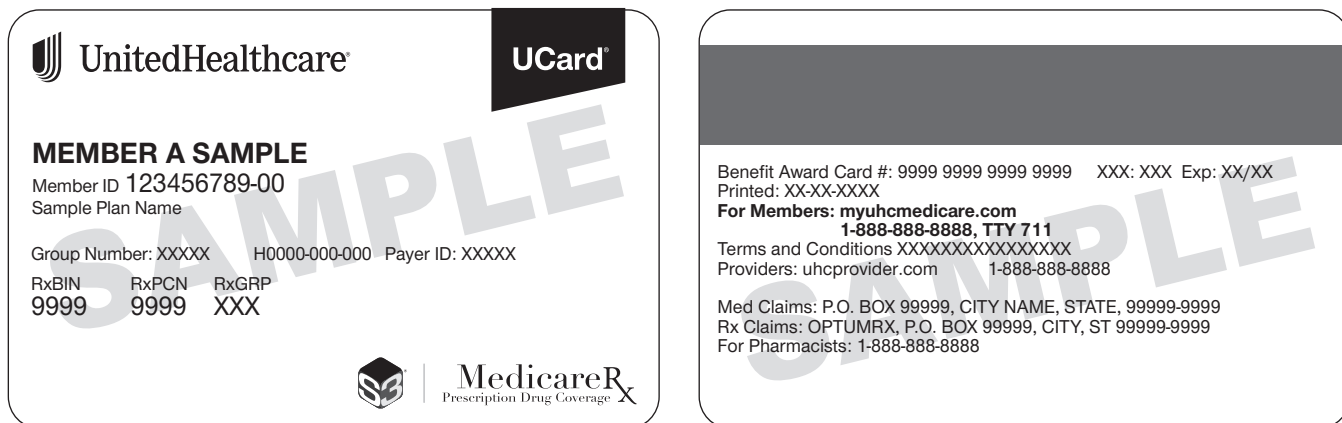 UnitedHealthcare®
UCard®
MEMBER A SAMPLE
Member ID 123456789-00
Sample Plan Name
Group Number: XXXXX H0000-000-000 Payer ID: XXXXX
RxBIN RxPCN RxGRP
9999 9999 XXX
SAMPLE
S3
MedicareRx
Prescription Drug Coverage
Benefit Award Card #: 9999 9999 9999 9999 XXX: XXX Exp: XX/XX
Printed: XX-XX-XXXX
For Members: myuhcmedicare.com
1-888-888-8888, TTY 711
Terms and Conditions XXXXXXXXXXXXXXXX
Providers: uhcprovider.com 1-888-888-8888
Med Claims: P.O. BOX 99999, CITY NAME, STATE, 99999-9999
Rx Claims: OPTUMRX, P.O. BOX 99999, CITY, ST 99999-9999
For Pharmacists: 1-888-888-8888
SAMPLE